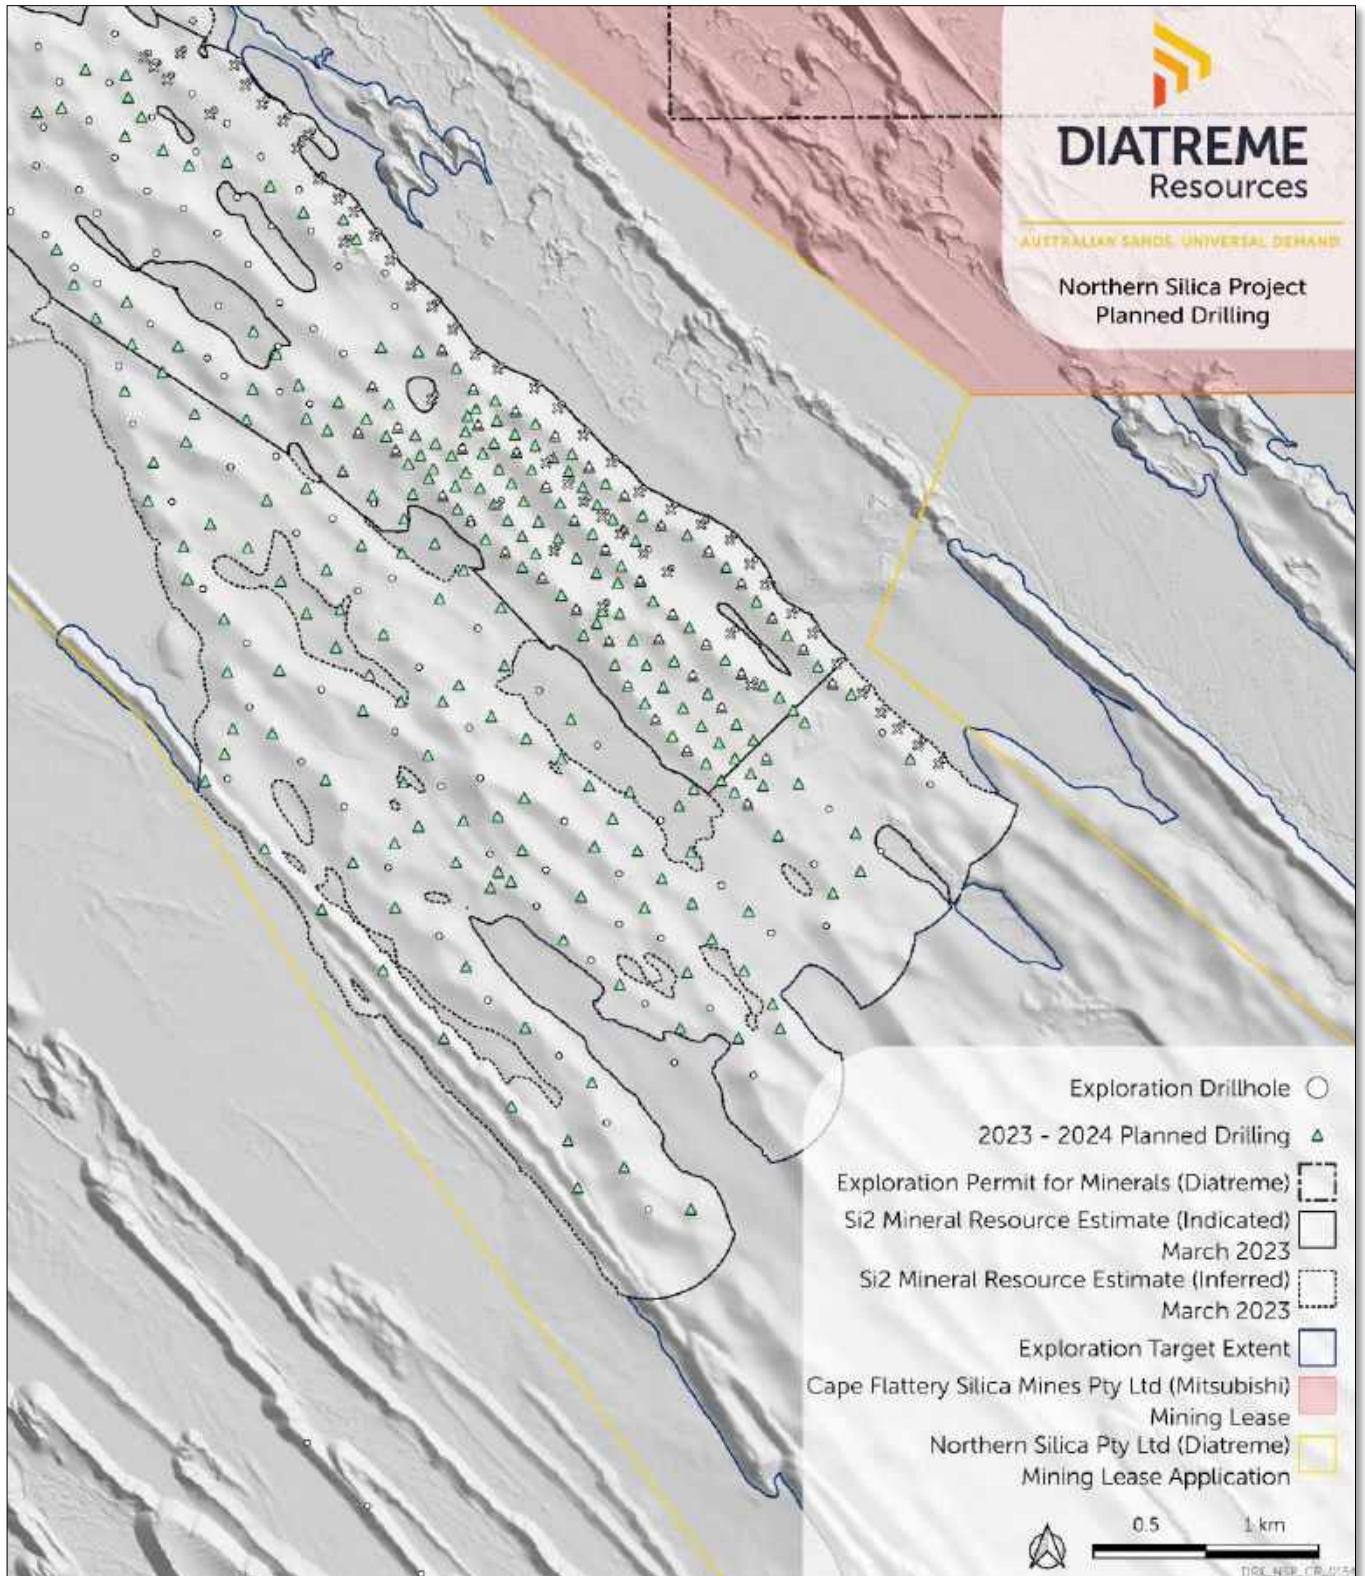 DIATREME
Resources
AUSTRALIAN SANDS. UNIVERSAL DEMAND.
Northern Silica Project
Planned Drilling
Exploration Drillhole
2023 - 2024 Planned Drilling
Exploration Permit for Minerals (Diatreme)
Si2 Mineral Resource Estimate (Indicated)
March 2023
Si2 Mineral Resource Estimate (Inferred)
March 2023
Exploration Target Extent
Cape Flattery Silica Mines Pty Ltd (Mitsubishi)
Mining Lease
Northern Silica Pty Ltd (Diatreme)
Mining Lease Application
0.5 1 km